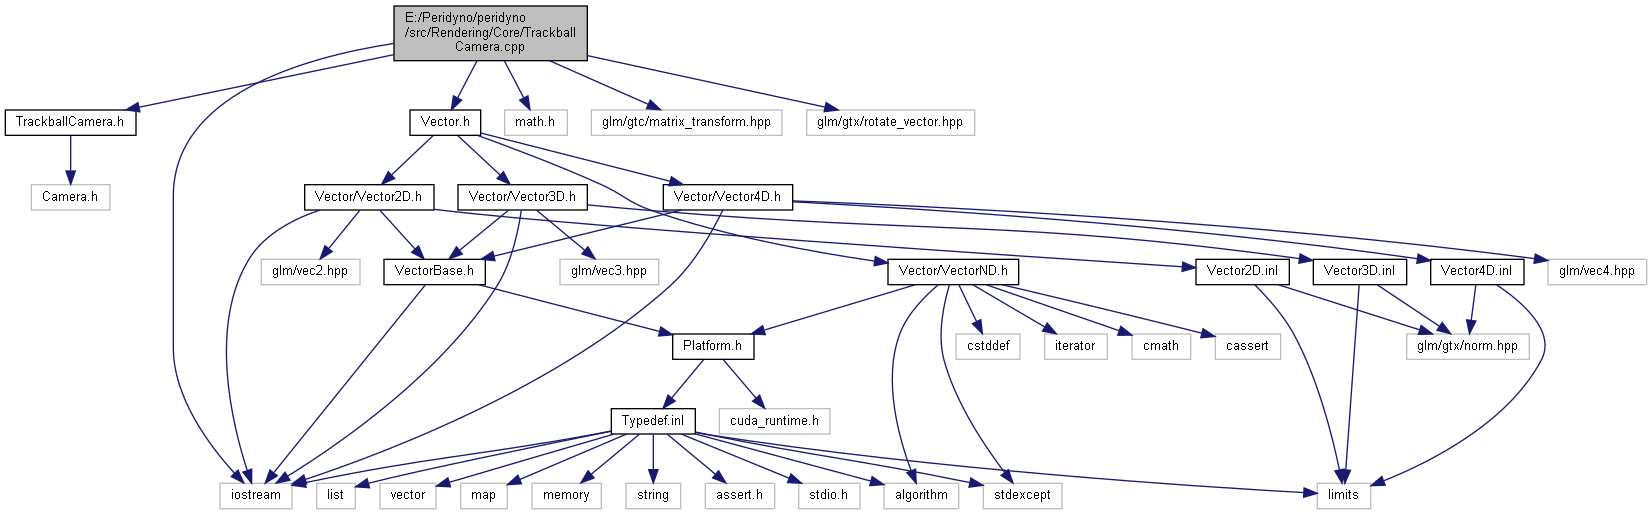 E:/Peridyno/peridyno
/src/Rendering/Core/Trackball
Camera.cpp
TrackballCamera.h
Vector.h
math.h
glm/gtc/matrix_transform.hpp
glm/gtx/rotate_vector.hpp
Camera.h
Vector/Vector2D.h
Vector/Vector3D.h
Vector/Vector4D.h
glm/vec2.hpp
VectorBase.h
glm/vec3.hpp
Vector/VectorND.h
Vector2D.inl
Vector3D.inl
Vector4D.inl
glm/vec4.hpp
Platform.h
cstddef
iterator
cmath
cassert
glm/gtx/norm.hpp
Typedef.inl
cuda_runtime.h
iostream
list
vector
map
memory
string
assert.h
stdio.h
algorithm
stdexcept
limits